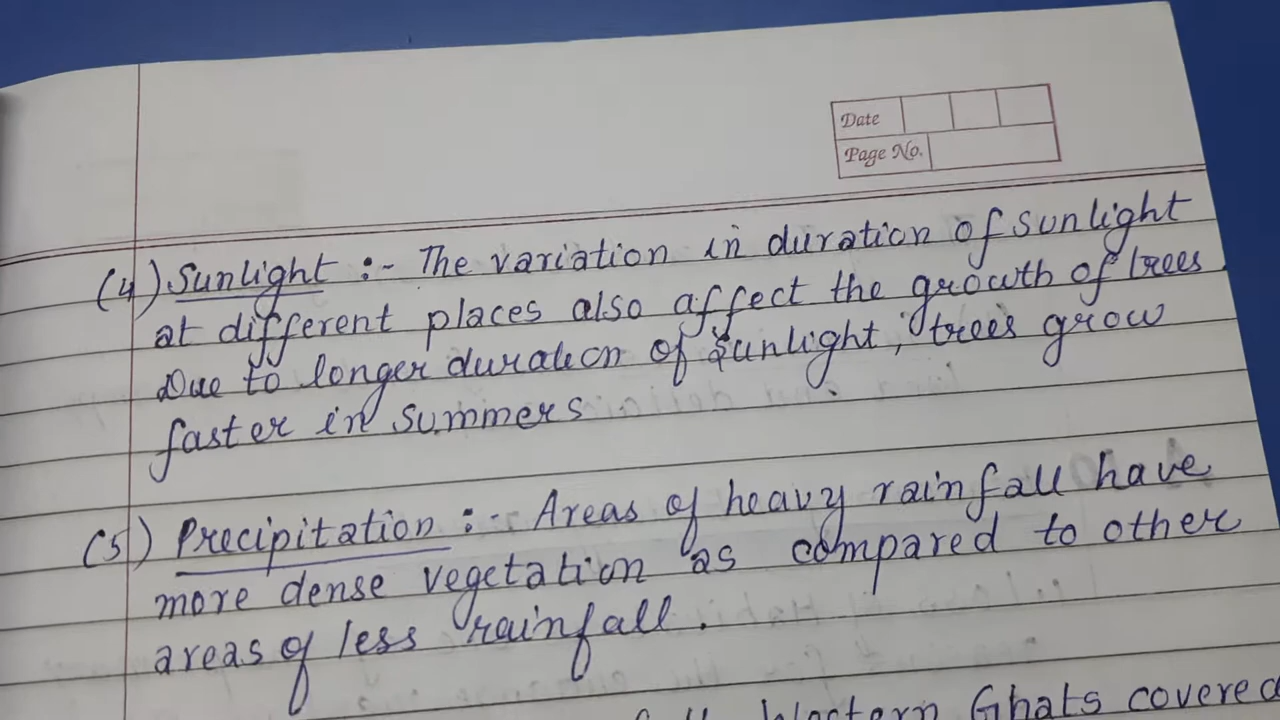 Date
Page No.
(4) Sunlight :- The variation in duration of sunlight
at different places also affect the growth of trees.
Due to longer duration of sunlight, trees grow
faster in summers
(5) Precipitation :- Areas of heavy rainfall have
more dense vegetation as compared to other
areas of less rainfall.
Western Ghats covered